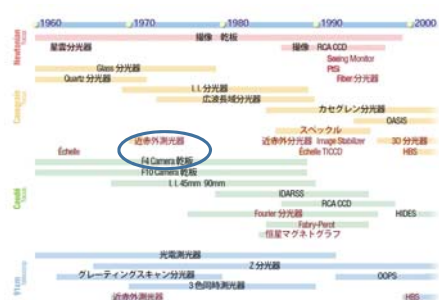 1960 1970 1980 1990 2000
Newtonian
撮像 乾板
星雲分光器 撮像 RCA CCD
Seeing Monitor
Glass 分光器 PtSi
Quartz 分光器 Fiber 分光器
I.I.分光器
広波長域分光器
カセグレン分光器
Cassegrain
OASIS
スペックル
近赤外測光器 近赤外分光器 Image Stabilizer 3D 分光器
Échelle Échelle TICCD HBS
F4 Camera 乾板
F10 Camera 乾板
I.I. 45mm 90mm
Coudé
IDARSS
RCA CCD
Fourier 分光器 HIDES
Fabry-Perot
恒星マグネトグラフ
光電測光器
Z 分光器
91cm
グレーティングスキャン分光器 OOPS
3色同時測光器
近赤外測光器 HBS